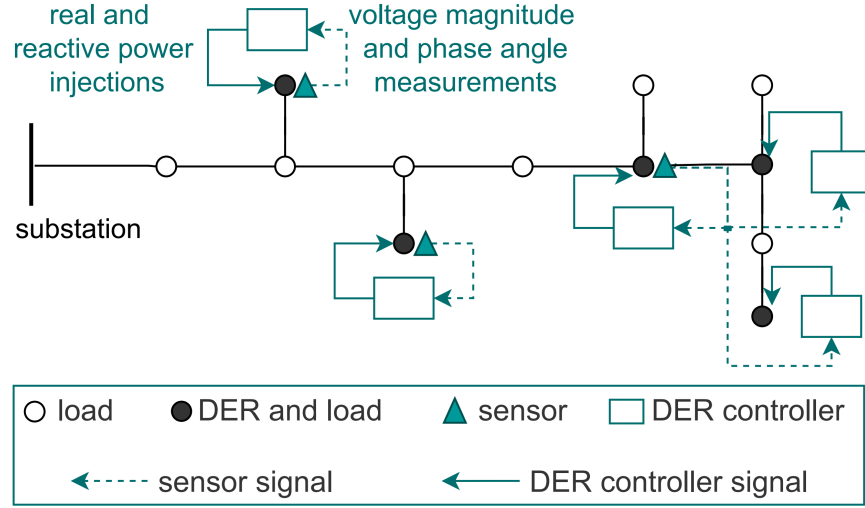 real and
reactive power
injections
voltage magnitude
and phase angle
measurements
substation
load
DER and load
sensor
DER controller
sensor signal
DER controller signal